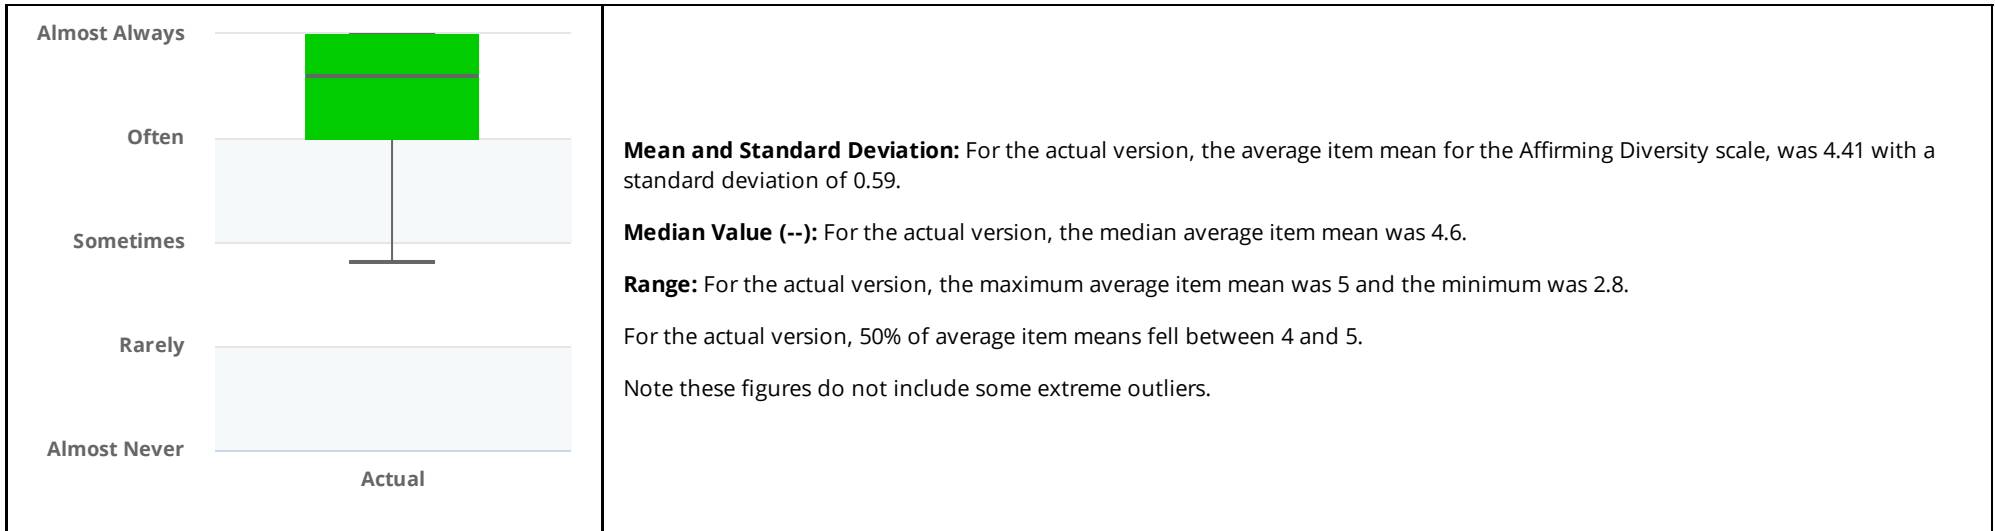 Almost Always
Often
Sometimes
Rarely
Almost Never
Actual
Mean and Standard Deviation: For the actual version, the average item mean for the Affirming Diversity scale, was 4.41 with a
standard deviation of 0.59.
Median Value (--): For the actual version, the median average item mean was 4.6.
Range: For the actual version, the maximum average item mean was 5 and the minimum was 2.8.
For the actual version, 50% of average item means fell between 4 and 5.
Note these figures do not include some extreme outliers.